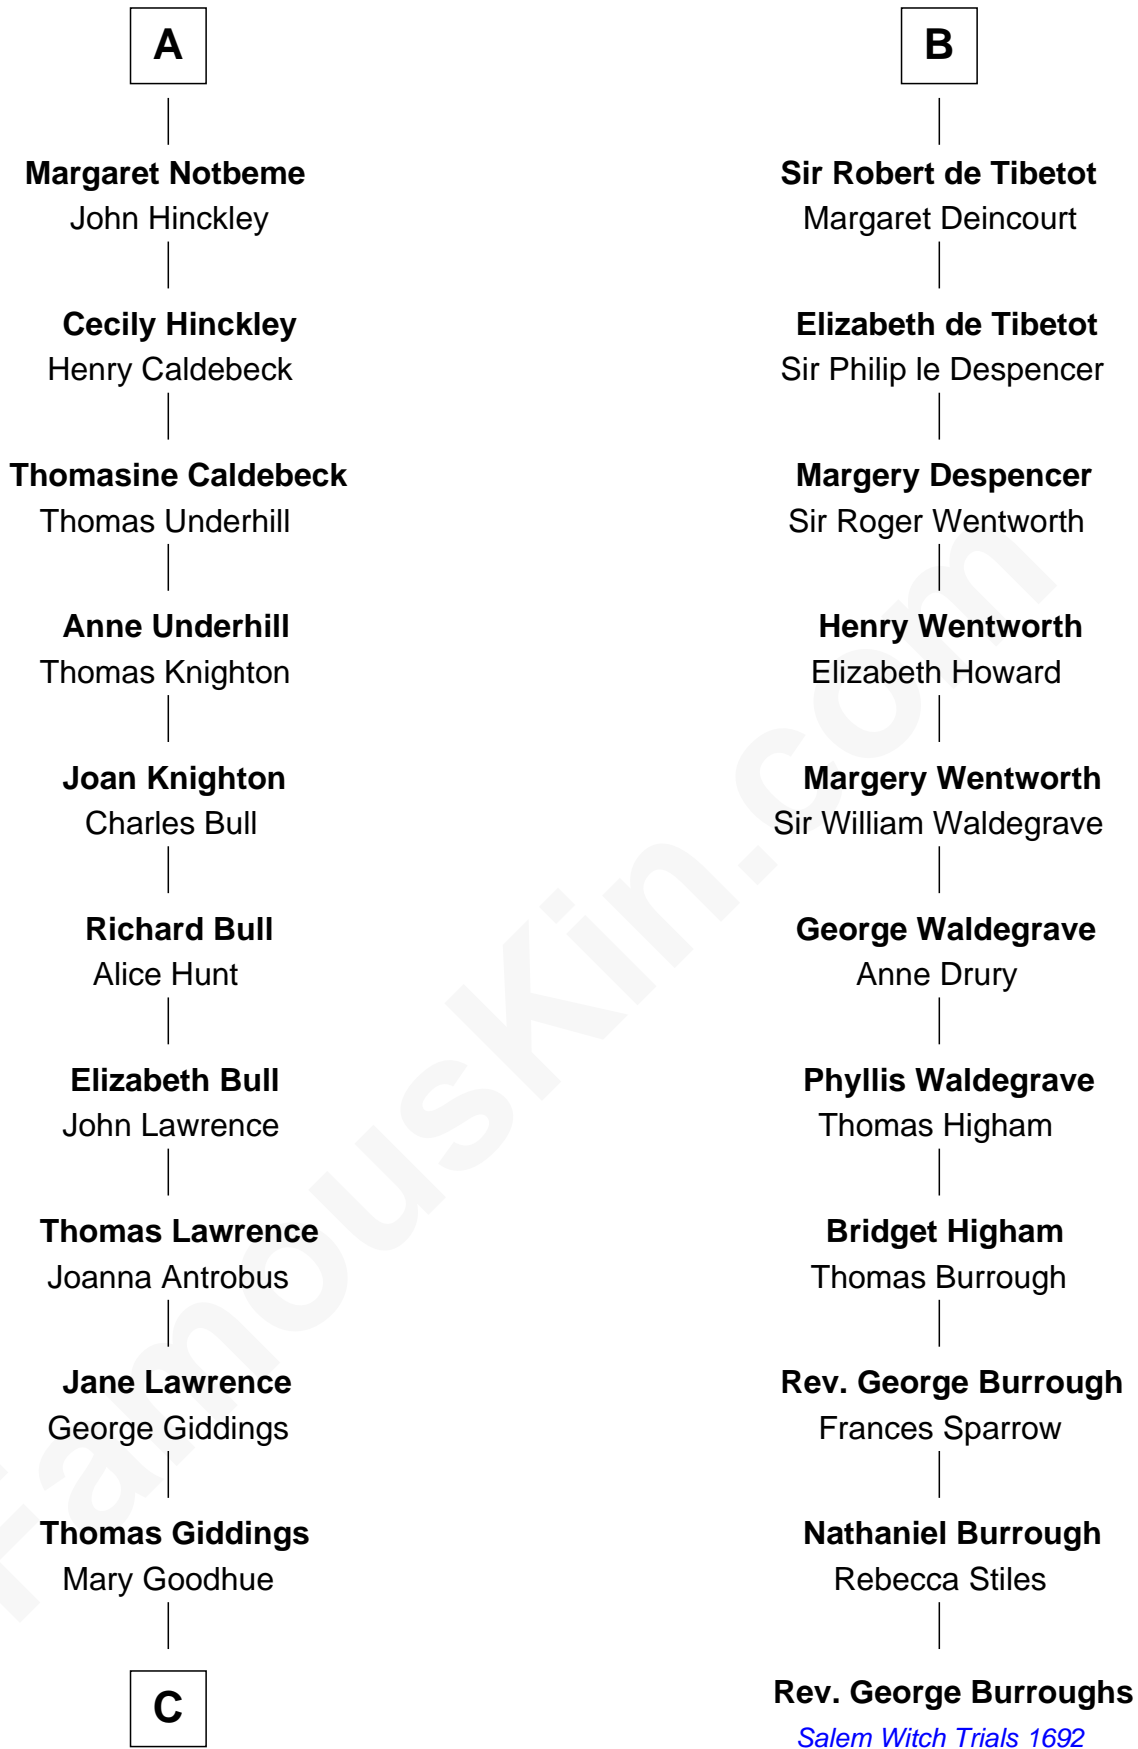 A
Margaret Notbeme
John Hinckley
Cecily Hinckley
Henry Caldebeck
Thomasine Caldebeck
Thomas Underhill
Anne Underhill
Thomas Knighton
Joan Knighton
Charles Bull
Richard Bull
Alice Hunt
Elizabeth Bull
John Lawrence
Thomas Lawrence
Joanna Antrobus
Jane Lawrence
George Giddings
Thomas Giddings
Mary Goodhue
C
B
Sir Robert de Tibetot
Margaret Deincourt
Elizabeth de Tibetot
Sir Philip le Despencer
Margery Despencer
Sir Roger Wentworth
Henry Wentworth
Elizabeth Howard
Margery Wentworth
Sir William Waldegrave
George Waldegrave
Anne Drury
Phyllis Waldegrave
Thomas Higham
Bridget Higham
Thomas Burrough
Rev. George Burrough
Frances Sparrow
Nathaniel Burrough
Rebecca Stiles
Rev. George Burroughs
Salem Witch Trials 1692
FamousKin.com